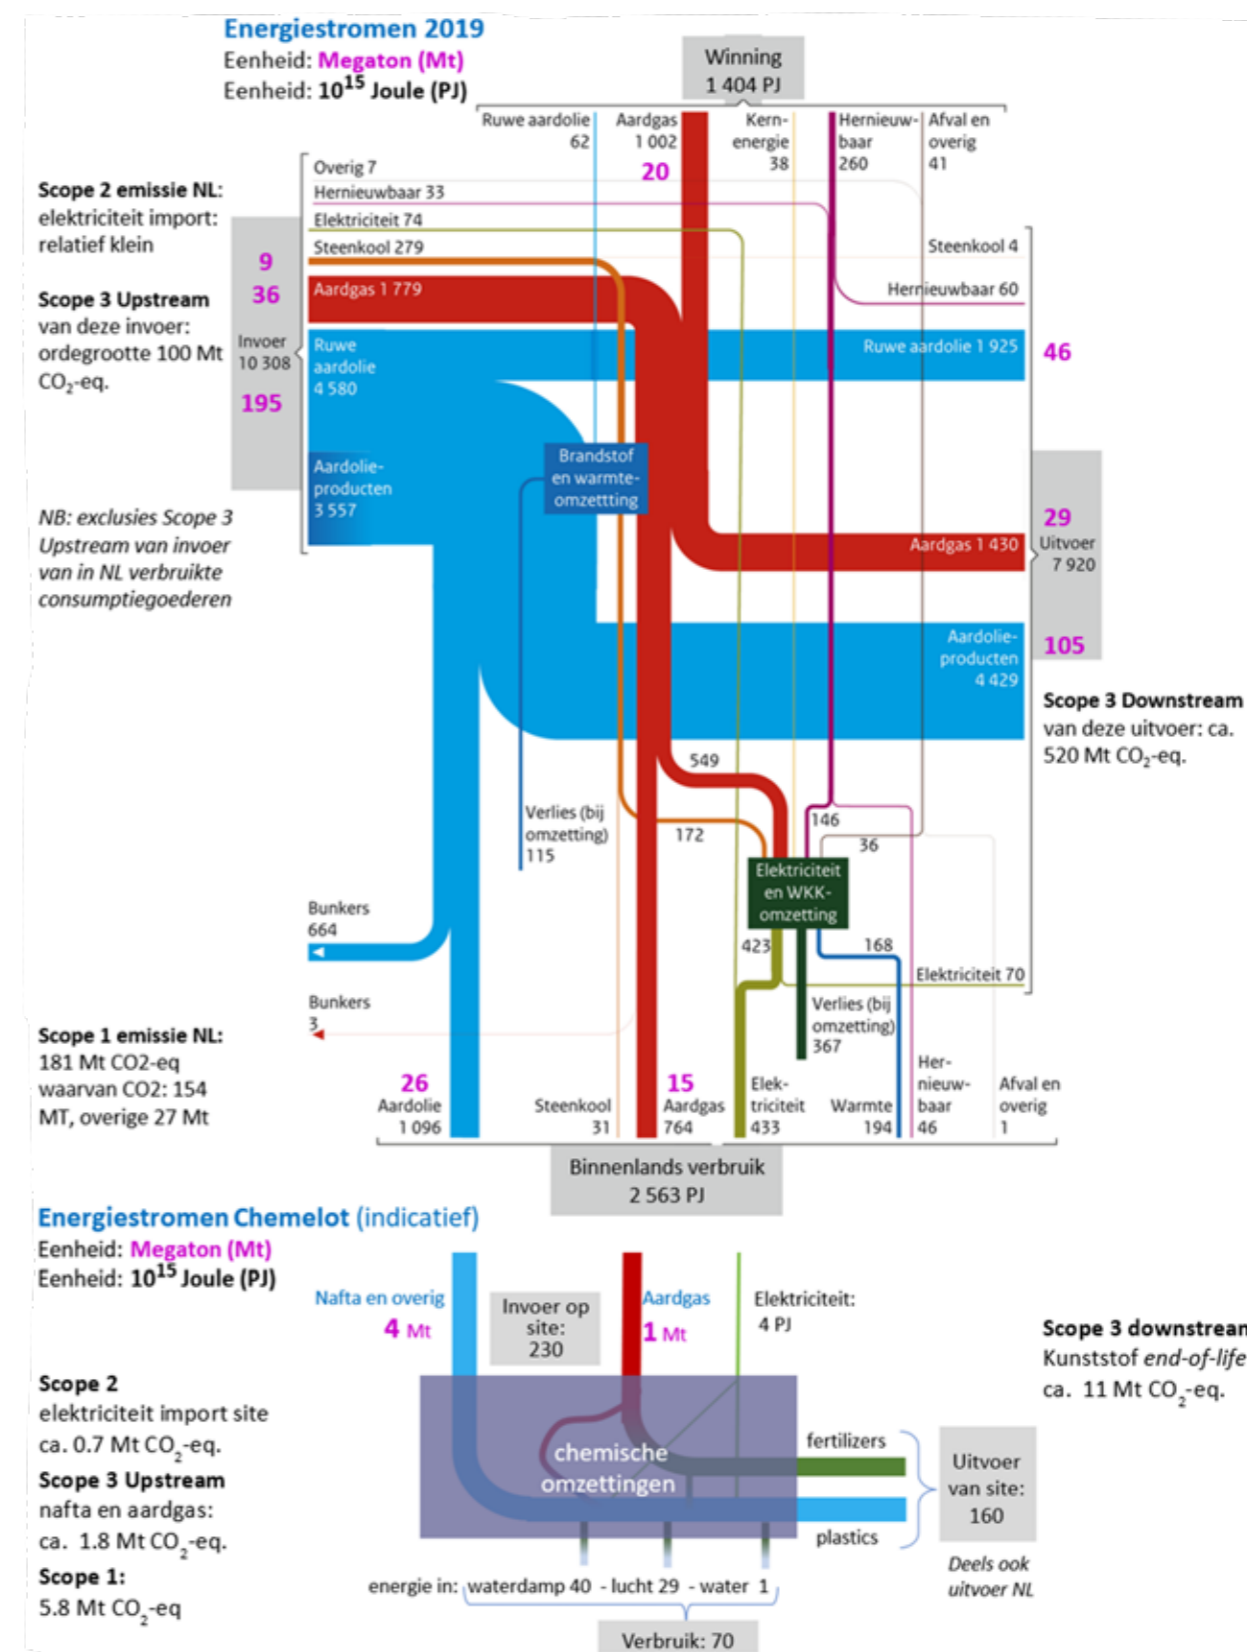 Energiestromen 2019
Eenheid: Megaton (Mt)
Eenheid: 10¹⁵ Joule (PJ)
Winning
1 404 PJ
Ruwe aardolie
62
Aardgas
1 002
20
Kern-
energie
38
Hernieuw-
baar
260
Afval en
overig
41
Overig 7
Hernieuwbaar 33
Elektriciteit 74
Steenkool 279
Aardgas 1 779
Ruwe
aardolie
4 580
Aardolie-
producten
3 557
Scope 2 emissie NL:
elektriciteit import:
relatief klein
Scope 3 Upstream
van deze invoer:
ordegrootte 100 Mt
CO₂-eq.
9
36
Invoer
10 308
195
NB: exclusies Scope 3
Upstream van invoer
van in NL verbruikte
consumptiegoederen
Steenkool 4
Hernieuwbaar 60
Ruwe aardolie 1 925
46
Brandstof
en warmte-
omzettting
Aardgas 1 430
29
Uitvoer
7 920
105
Aardolie-
producten
4 429
Scope 3 Downstream
van deze uitvoer: ca.
520 Mt CO₂-eq.
549
172
146
36
Verlies (bij
omzetting)
115
Elektriciteit
en WKK-
omzetting
Bunkers
664
423
168
Elektriciteit 70
Bunkers
3
Verlies (bij
omzetting)
367
Scope 1 emissie NL:
181 Mt CO2-eq
waarvan CO2: 154
MT, overige 27 Mt
26
Aardolie
1 096
Steenkool
31
15
Aardgas
764
Elek-
triciteit
433
Warmte
194
Her-
nieuw-
baar
46
Afval en
overig
1
Binnenlands verbruik
2 563 PJ
Energiestromen Chemelot (indicatief)
Eenheid: Megaton (Mt)
Eenheid: 10¹⁵ Joule (PJ)
Nafta en overig
4 Mt
Invoer op
site:
230
Aardgas
1 Mt
Elektriciteit:
4 PJ
Scope 3 downstream
Kunststof end-of-life
ca. 11 Mt CO₂-eq.
Scope 2
elektriciteit import site
ca. 0.7 Mt CO₂-eq.
Scope 3 Upstream
nafta en aardgas:
ca. 1.8 Mt CO₂-eq.
Scope 1:
5.8 Mt CO₂-eq
chemische
omzettingen
fertilizers
plastics
Uitvoer
van site:
160
Deels ook
uitvoer NL
energie in: waterdamp 40 - lucht 29 - water 1
Verbruik: 70